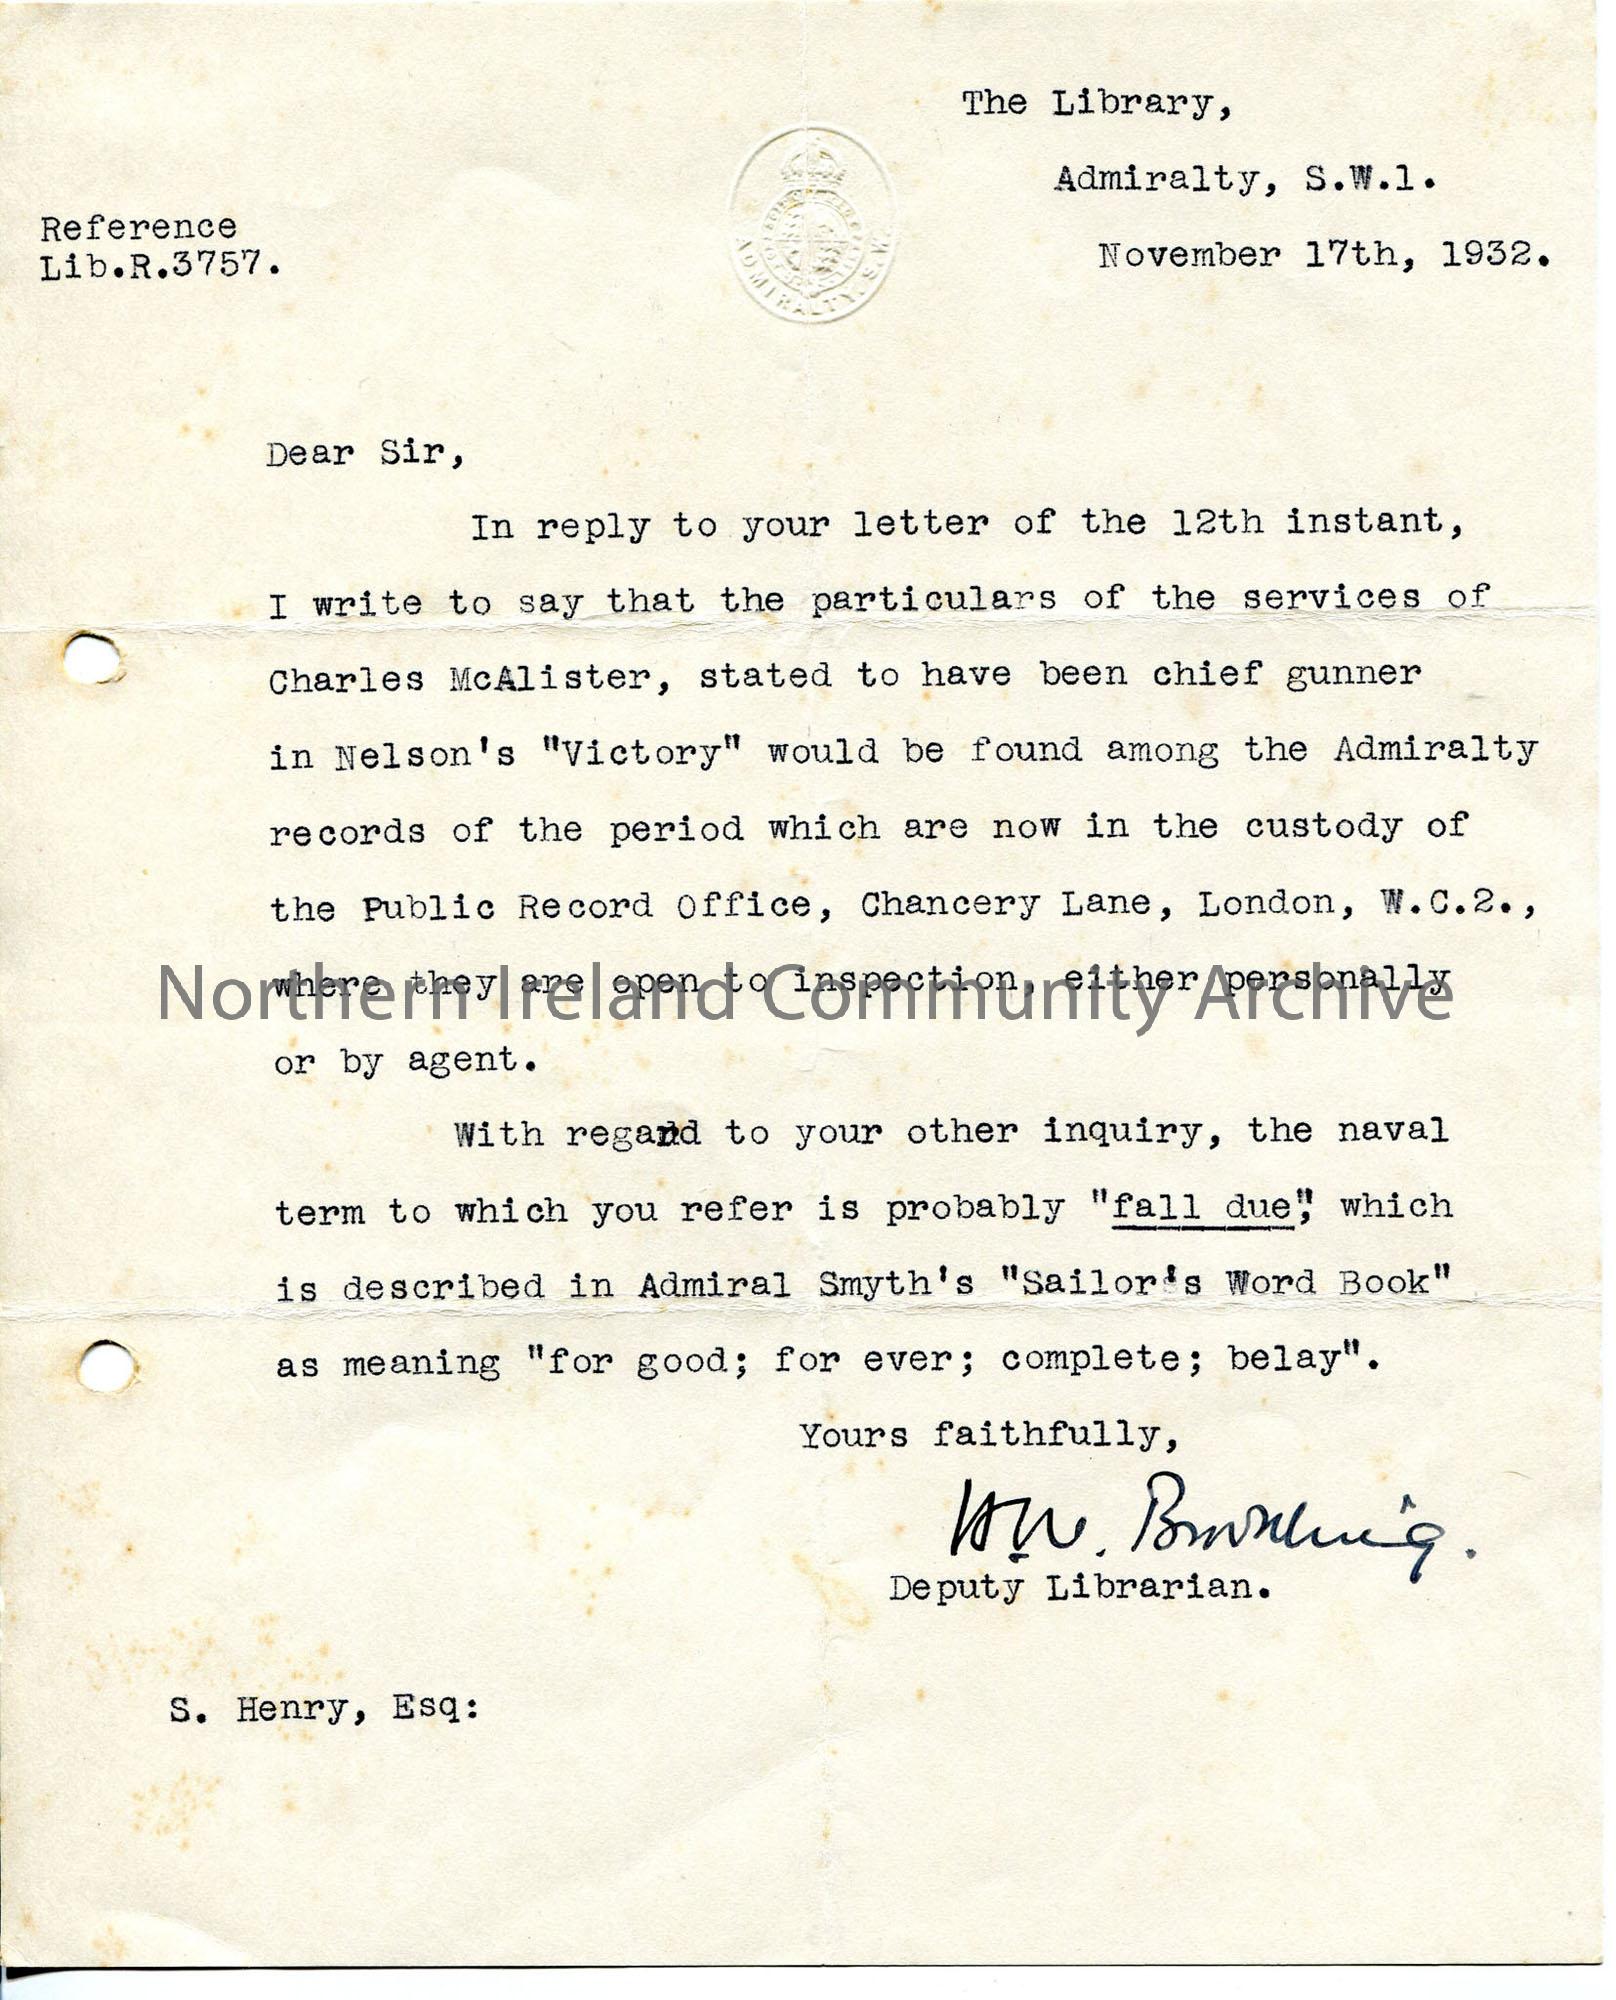 The Library,
Admiralty, S.W.1.
November 17th, 1932.
Reference
Lib.R.3757.
ADMIRALTY. S.W.
Dear Sir,
In reply to your letter of the 12th instant,
I write to say that the particulars of the services of
Charles McAlister, stated to have been chief gunner
in Nelson's "Victory" would be found among the Admiralty
records of the period which are now in the custody of
the Public Record Office, Chancery Lane, London, W.C.2.,
where they are open to inspection, either personally
Northern Ireland Community Archive
or by agent.
With regard to your other inquiry, the naval
term to which you refer is probably "fall due", which
is described in Admiral Smyth's "Sailor's Word Book"
as meaning "for good; for ever; complete; belay".
Yours faithfully,
Deputy Librarian.
S. Henry, Esq: